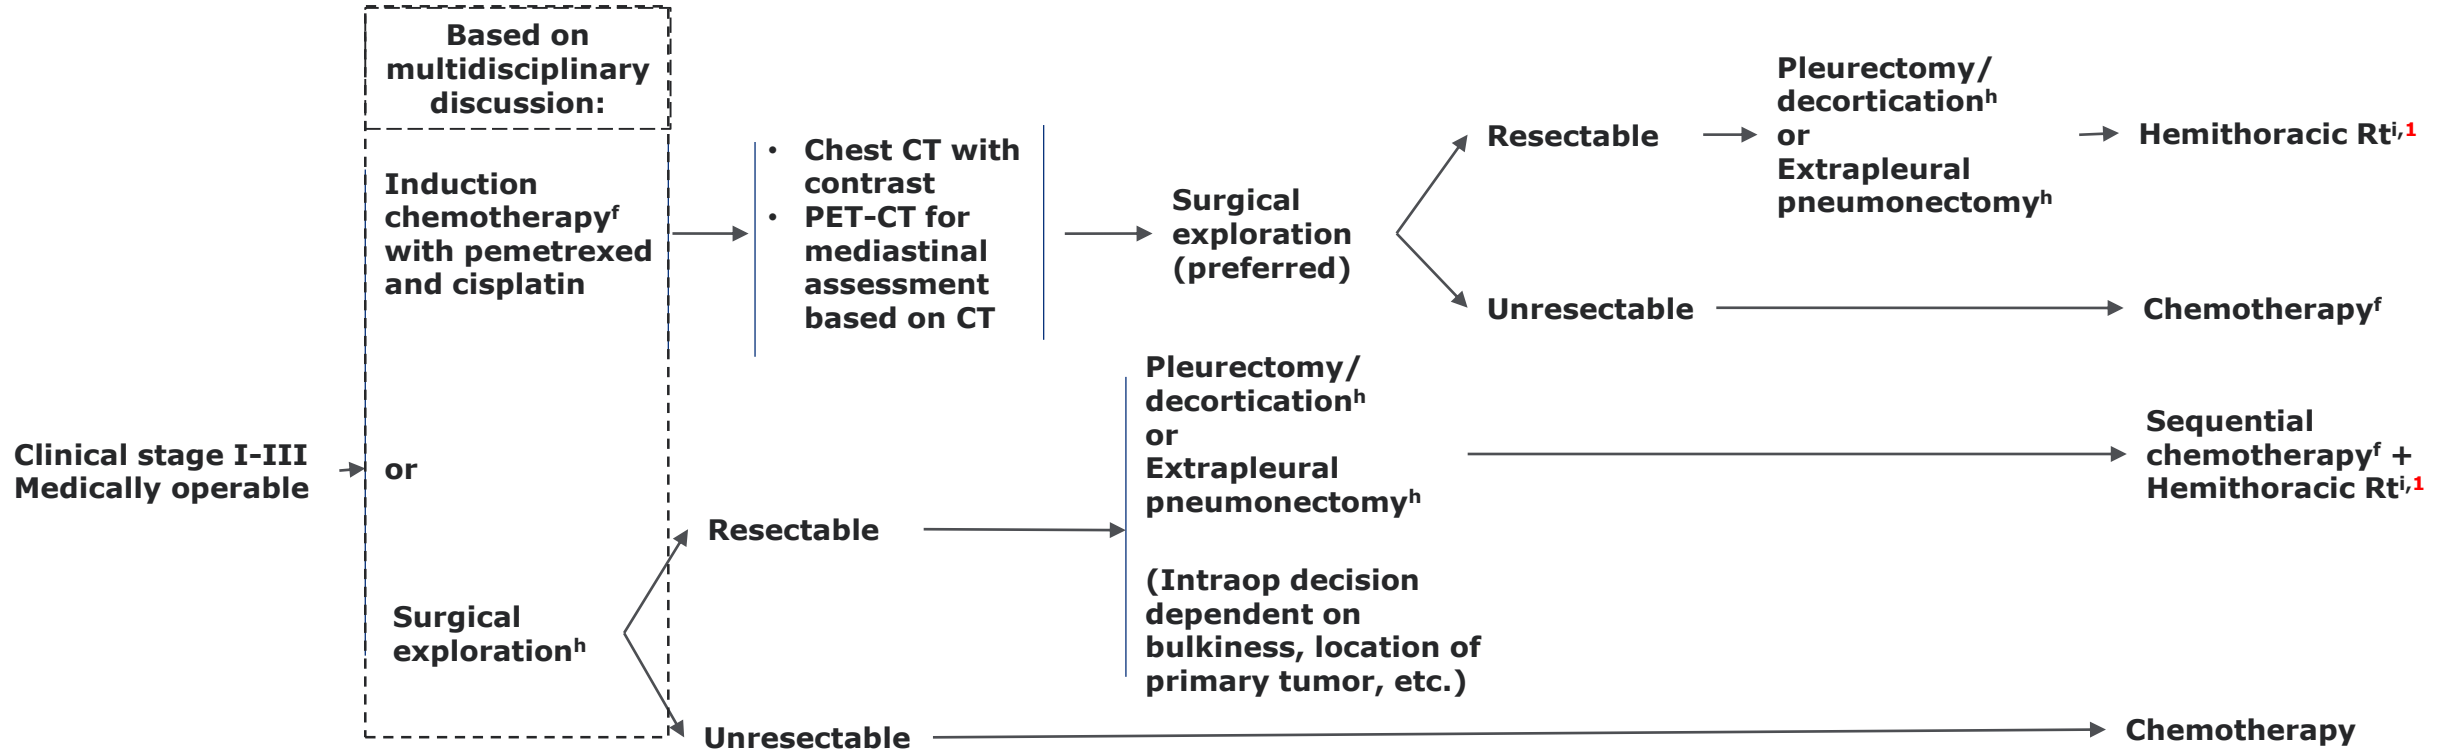 Based on
multidisciplinary
discussion:
Induction
chemotherapyᶠ
with pemetrexed
and cisplatin
• Chest CT with
contrast
• PET-CT for
mediastinal
assessment
based on CT
Surgical
exploration
(preferred)
Resectable
Pleurectomy/
decorticationʰ
or
Extrapleural
pneumonectomyʰ
Hemithoracic Rtⁱ,¹
Unresectable
Chemotherapyᶠ
Clinical stage I-III
Medically operable
or
Surgical
explorationʰ
Resectable
Pleurectomy/
decorticationʰ
or
Extrapleural
pneumonectomyʰ
(Intraop decision
dependent on
bulkiness, location of
primary tumor, etc.)
Sequential
chemotherapyᶠ +
Hemithoracic Rtⁱ,¹
Unresectable
Chemotherapy